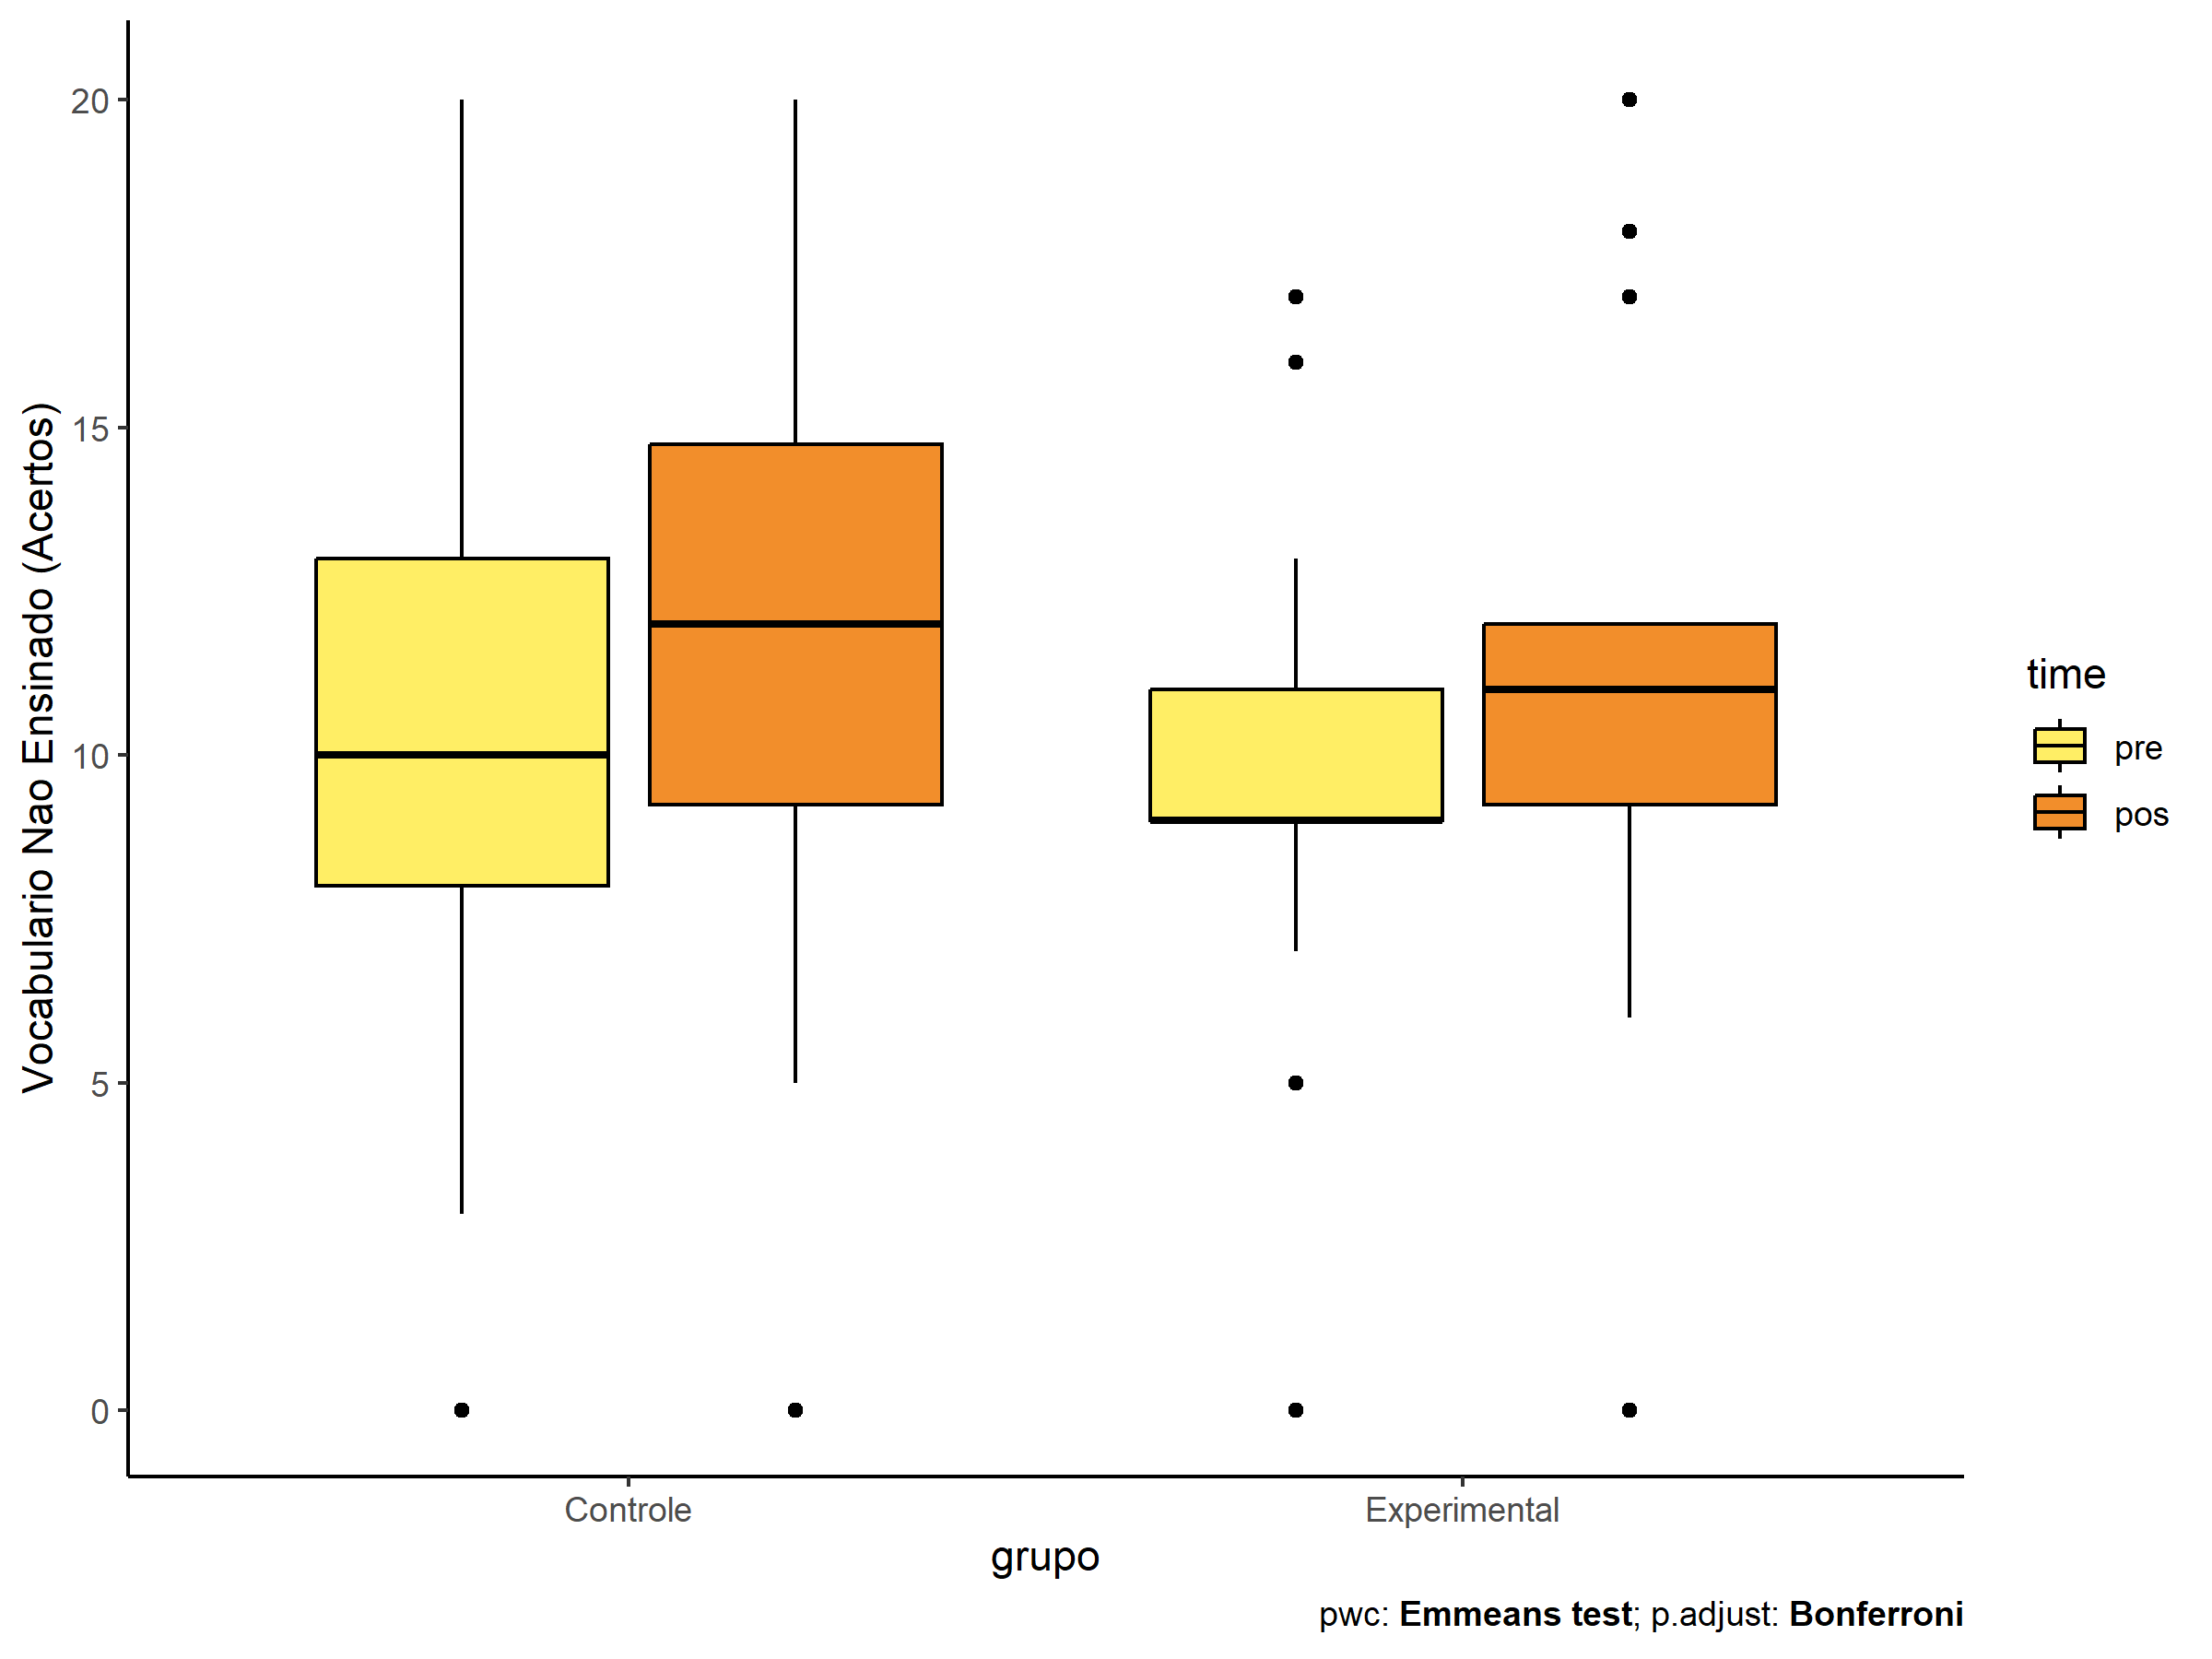 Vocabulario Nao Ensinado (Acertos)
20
15
10
5
0
Controle
Experimental
grupo
time
pre
pos
pwc: Emmeans test; p.adjust: Bonferroni